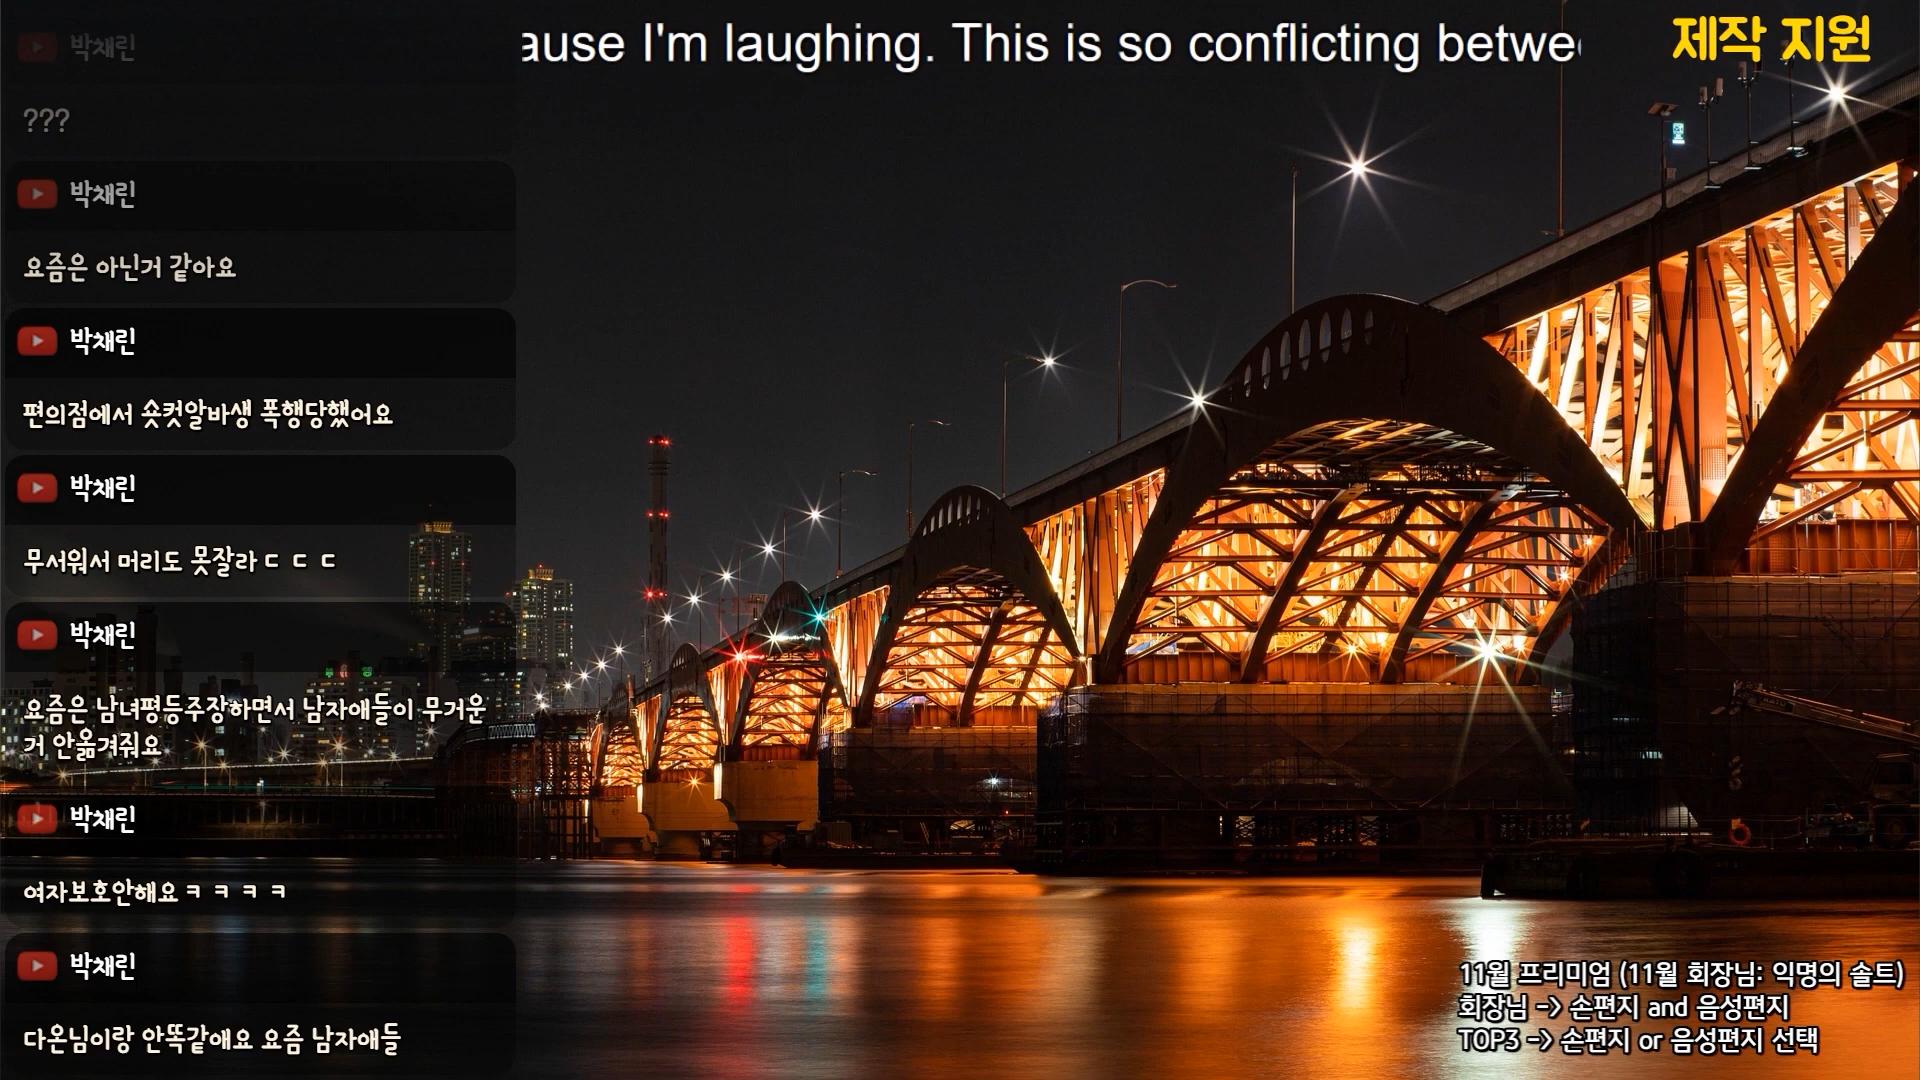 박채린
???
박채린
요즘은 아닌거 같아요
박채린
편의점에서 숏컷알바생 폭행당했어요
박채린
무서워서 머리도 못잘라ㄷㄷㄷ
박채린
요즘은 남녀평등주장하면서 남자애들이 무거운
거 안옮겨줘요
박채린
여자보호안해요ㅋㅋㅋㅋ
박채린
다온님이랑 안똑같애요 요즘 남자애들
ause I'm laughing. This is so conflicting betwe
제작 지원
11월 프리미엄 (11월 회장님: 익명의 솔트)
회장님 -> 손편지 and 음성편지
TOP3 -> 손편지 or 음성편지 선택